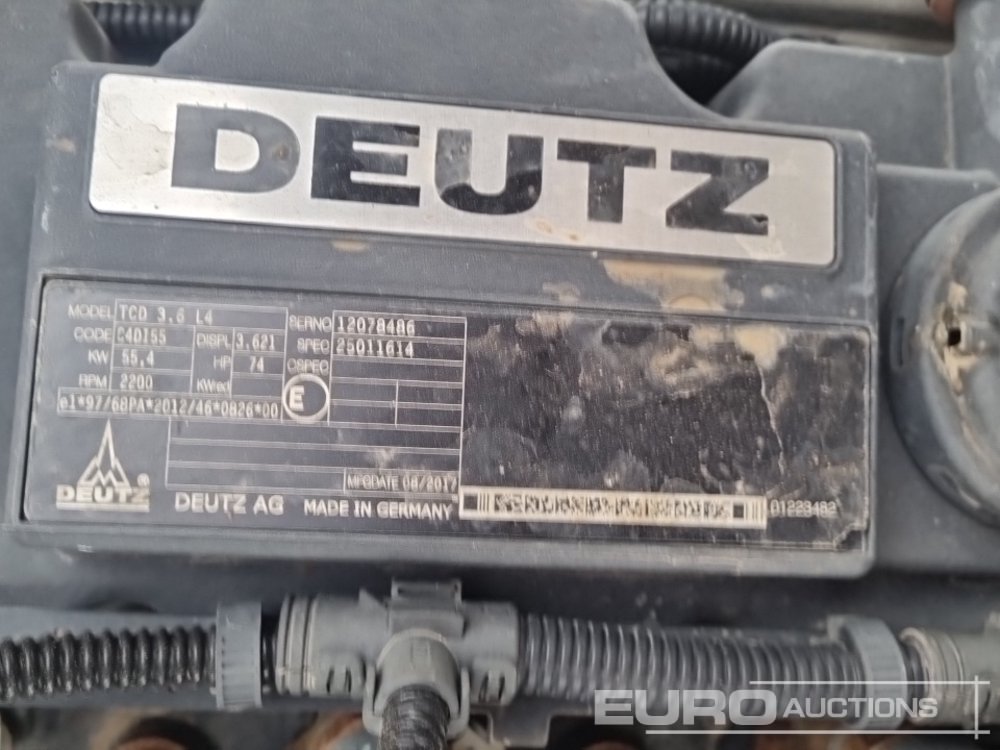 DEUTZ
MODEL TCD 3.6 L4 SERNO 12078486
CODE C4DI55 DISPL 3.621 SPEC 25011614
KW 55,4 HP 74 CSPEC
RPM 2200 KWred E
e1*97/68PA*2012/46*0826*00
MFGDATE 08/2017
DEUTZ® DEUTZ AG MADE IN GERMANY 01223482
EURO AUCTIONS